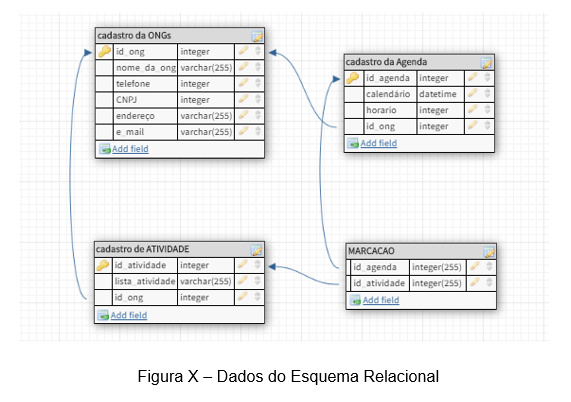 cadastro da ONGs
id_ong integer
nome_da_ong varchar(255)
telefone integer
CNPJ integer
endereço varchar(255)
e_mail varchar(255)
Add field
cadastro da Agenda
id_agenda integer
calendário datetime
horario integer
id_ong integer
Add field
cadastro de ATIVIDADE
id_atividade integer
lista_atividade varchar(255)
id_ong integer
Add field
MARCACAO
id_agenda integer(255)
id_atividade integer(255)
Add field
Figura X – Dados do Esquema Relacional